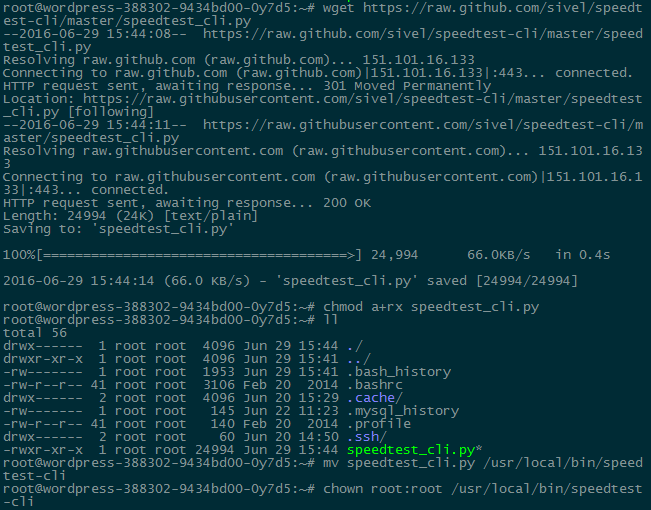 root@wordpress-388302-9434bd00-0y7d5:~# wget https://raw.github.com/sivel/speedt
est-cli/master/speedtest_cli.py
--2016-06-29 15:44:08--  https://raw.github.com/sivel/speedtest-cli/master/speed
test_cli.py
Resolving raw.github.com (raw.github.com)... 151.101.16.133
Connecting to raw.github.com (raw.github.com)|151.101.16.133|:443... connected.
HTTP request sent, awaiting response... 301 Moved Permanently
Location: https://raw.githubusercontent.com/sivel/speedtest-cli/master/speedtest
_cli.py [following]
--2016-06-29 15:44:11--  https://raw.githubusercontent.com/sivel/speedtest-cli/m
aster/speedtest_cli.py
Resolving raw.githubusercontent.com (raw.githubusercontent.com)... 151.101.16.13
3
Connecting to raw.githubusercontent.com (raw.githubusercontent.com)|151.101.16.1
33|:443... connected.
HTTP request sent, awaiting response... 200 OK
Length: 24994 (24K) [text/plain]
Saving to: 'speedtest_cli.py'
100%[=====================================>] 24,994      66.0KB/s   in 0.4s
2016-06-29 15:44:14 (66.0 KB/s) - 'speedtest_cli.py' saved [24994/24994]
root@wordpress-388302-9434bd00-0y7d5:~# chmod a+rx speedtest_cli.py
root@wordpress-388302-9434bd00-0y7d5:~# ll
total 56
drwx------  1 root root  4096 Jun 29 15:44 ./
drwxr-xr-x  1 root root  4096 Jun 29 15:41 ../
-rw-------  1 root root  1953 Jun 29 15:41 .bash_history
-rw-r--r-- 41 root root  3106 Feb 20  2014 .bashrc
drwx------  2 root root  4096 Jun 20 15:29 .cache/
-rw-------  1 root root   145 Jun 22 11:23 .mysql_history
-rw-r--r-- 41 root root   140 Feb 20  2014 .profile
drwx------  2 root root    60 Jun 20 14:50 .ssh/
-rwxr-xr-x  1 root root 24994 Jun 29 15:44 speedtest_cli.py*
root@wordpress-388302-9434bd00-0y7d5:~# mv speedtest_cli.py /usr/local/bin/speed
test-cli
root@wordpress-388302-9434bd00-0y7d5:~# chown root:root /usr/local/bin/speedtest
-cli